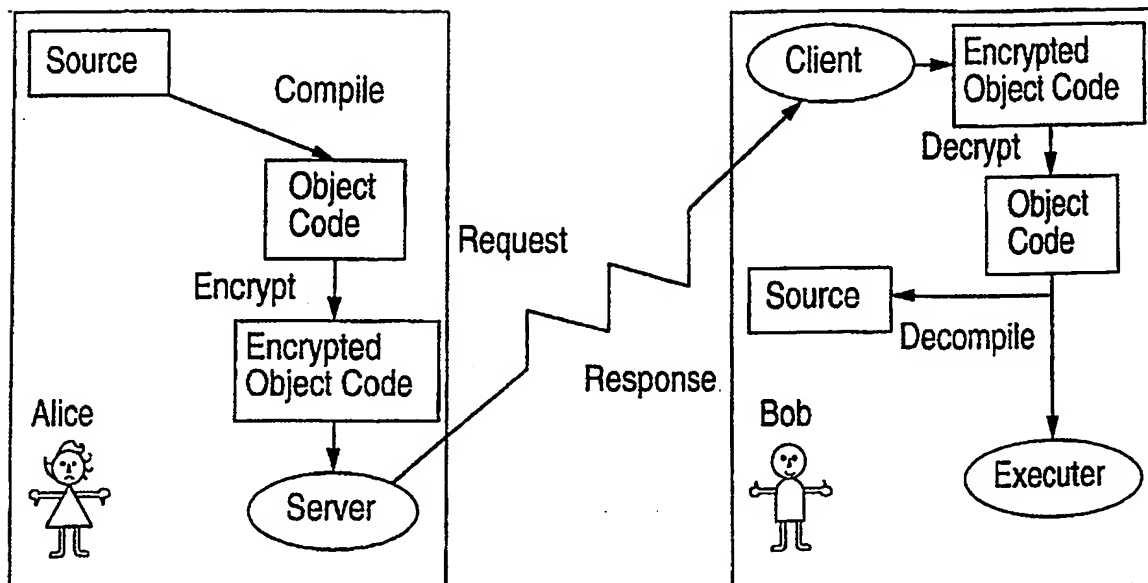 Source
Compile
Object
Code
Encrypt
Encrypted
Object Code
Alice
Server
Request
Response
Client
Encrypted
Object Code
Decrypt
Object
Code
Source
Decompile
Bob
Executer